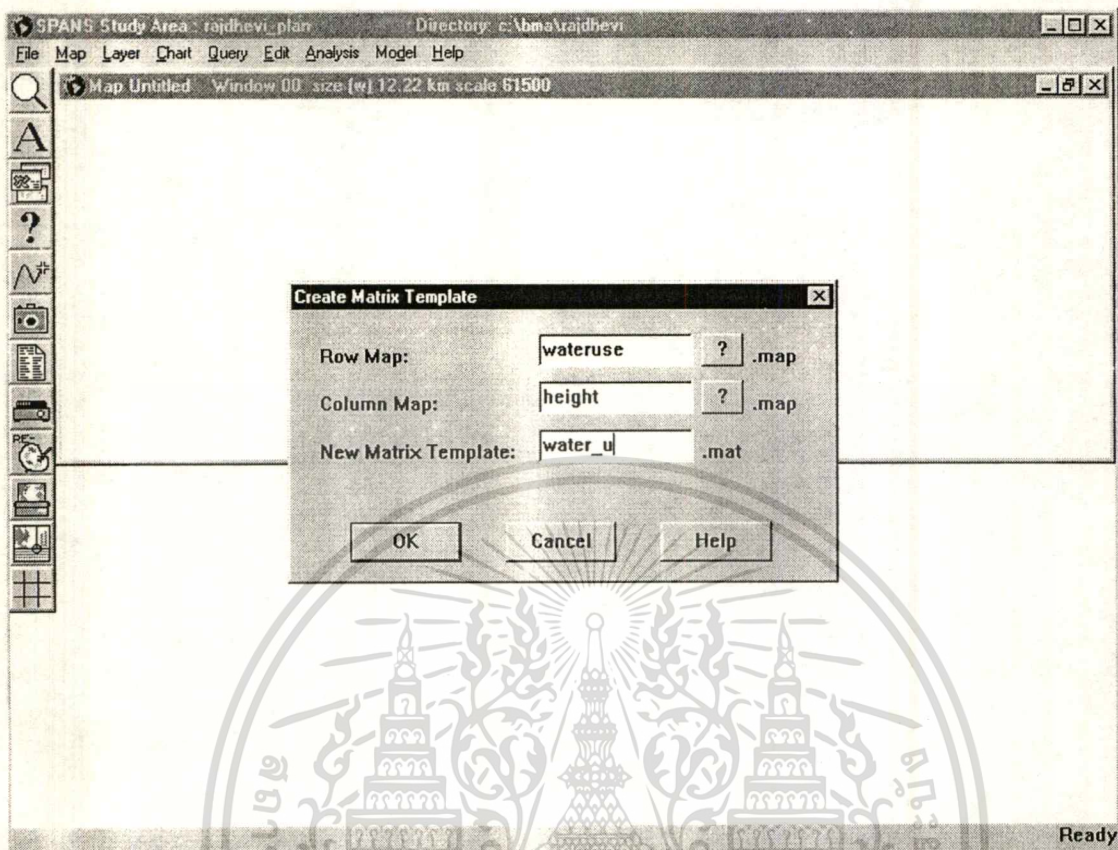 SPANS Study Area : rajdhevi_plan Directory: c:\bma\rajdhevi
File Map Layer Chart Query Edit Analysis Model Help
Map Untitled Window 00 size [w] 12.22 km scale 61500
A
?
RE-
Create Matrix Template
Row Map: wateruse ? .map
Column Map: height ? .map
New Matrix Template: water_u .mat
OK Cancel Help
Ready